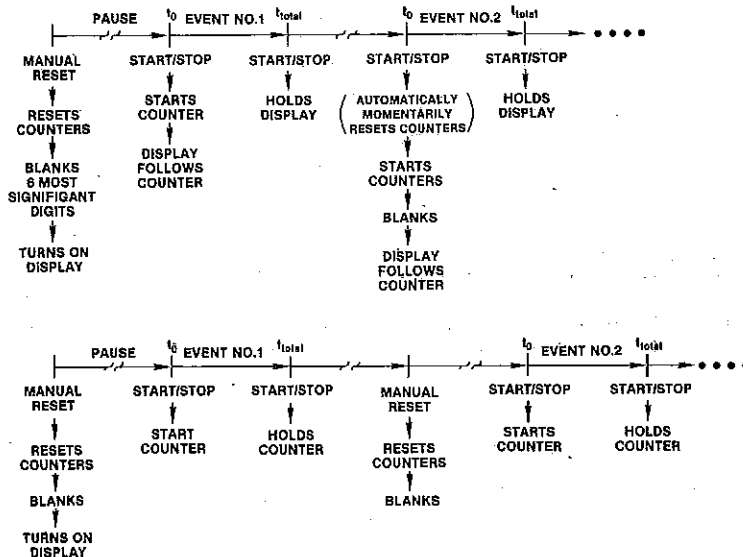 PAUSE
t0
EVENT NO.1
ttotal
t0
EVENT NO.2
ttotal
MANUAL
RESET
RESETS
COUNTERS
BLANKS
6 MOST
SIGNIFIGANT
DIGITS
TURNS ON
DISPLAY
START/STOP
STARTS
COUNTER
DISPLAY
FOLLOWS
COUNTER
START/STOP
HOLDS
DISPLAY
START/STOP
(AUTOMATICALLY
MOMENTARILY
RESETS COUNTERS)
STARTS
COUNTERS
BLANKS
DISPLAY
FOLLOWS
COUNTER
START/STOP
HOLDS
DISPLAY
PAUSE
t0
EVENT NO.1
ttotal
t0
EVENT NO.2
ttotal
MANUAL
RESET
RESETS
COUNTERS
BLANKS
TURNS ON
DISPLAY
START/STOP
START
COUNTER
START/STOP
HOLDS
COUNTER
MANUAL
RESET
RESETS
COUNTERS
BLANKS
START/STOP
STARTS
COUNTER
START/STOP
HOLDS
COUNTER